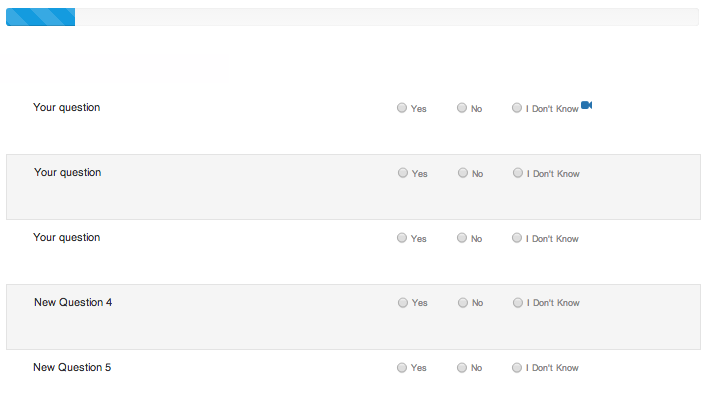 Your question Yes No I Don't Know
Your question Yes No I Don't Know
Your question Yes No I Don't Know
New Question 4 Yes No I Don't Know
New Question 5 Yes No I Don't Know